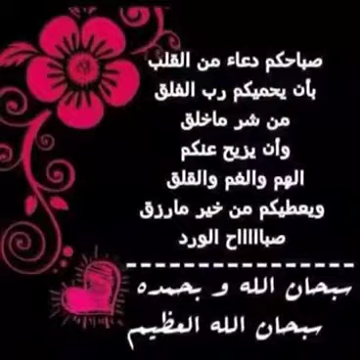 صباحكم دعاء من القلب
بأن يحميكم رب الفلق
من شر ماخلق
وأن يزيح عنكم
الهم والغم والقلق
ويعطيكم من خير مارزق
صبااااح الورد
سبحان الله و بحمده
سبحان الله العظيم